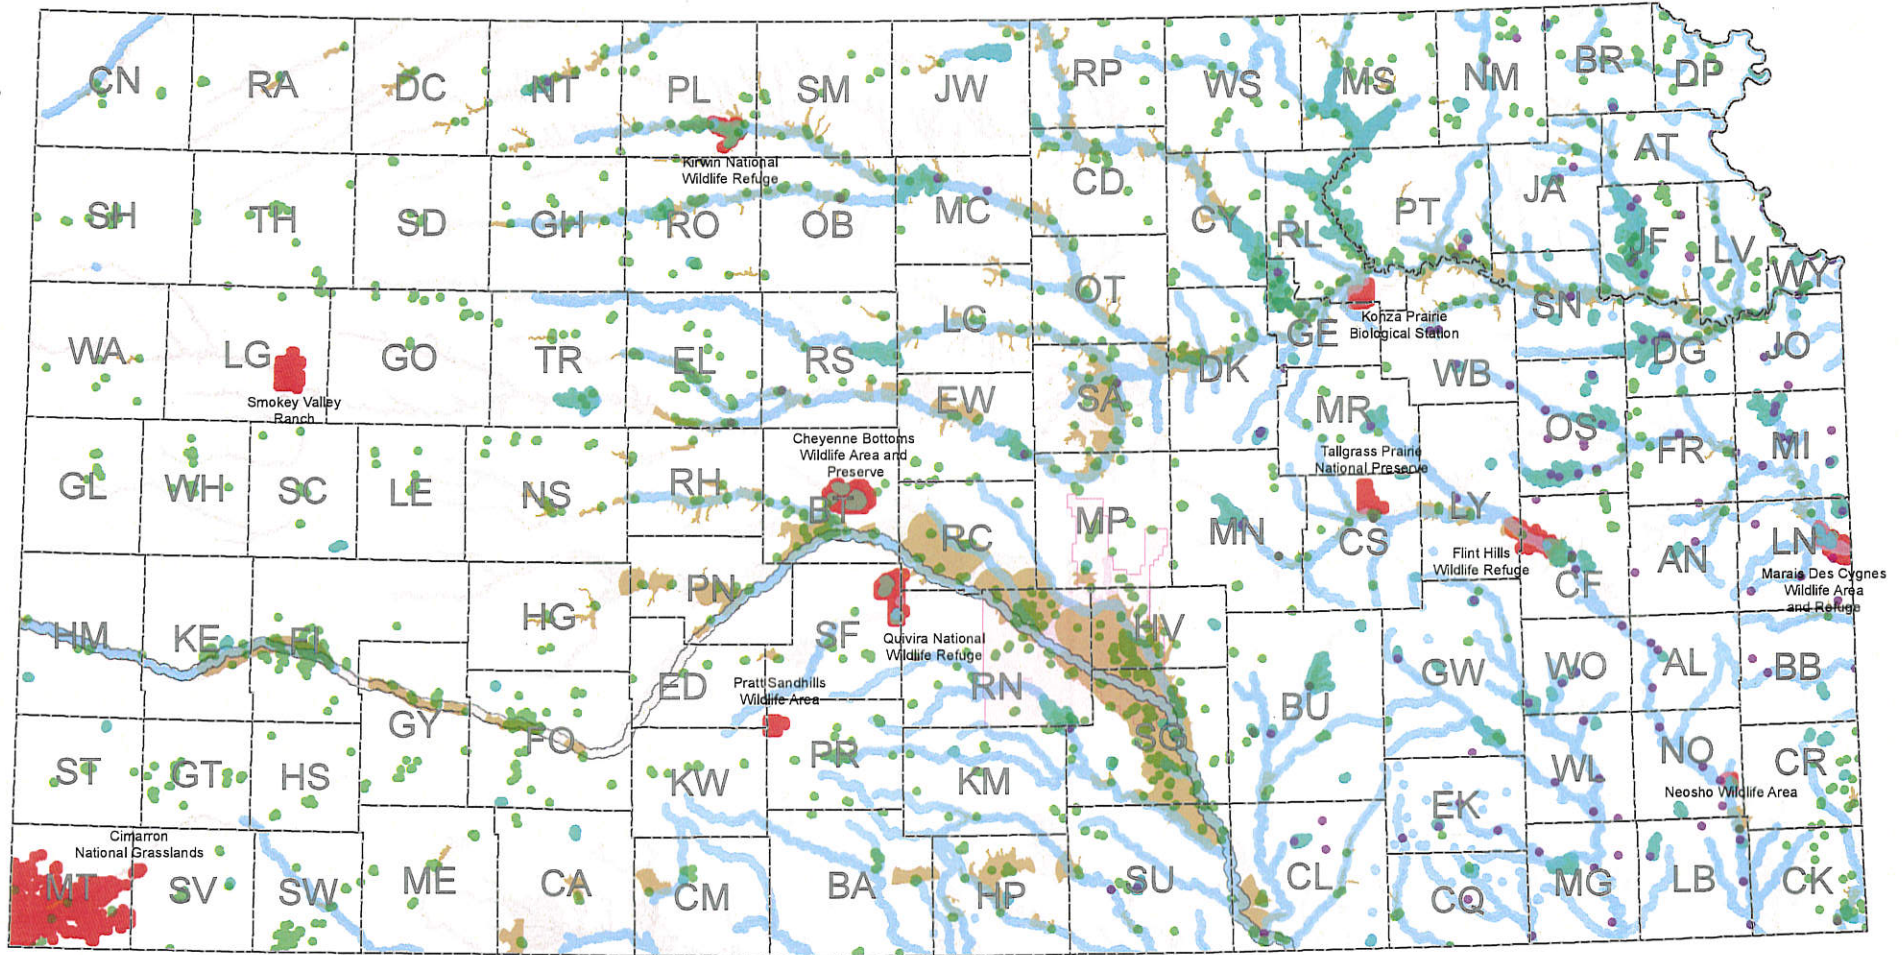 CN
RA
DC
NT
PL
SM
JW
RP
WS
MS
NM
BR
DP
Kirwin National
Wildlife Refuge
SH
TH
SD
GH
RO
OB
MC
CD
CY
RL
PT
JA
AT
JF
LV
WY
WA
LG
GO
TR
EL
RS
LC
OT
EW
SA
DK
GE
Konza Prairie
Biological Station
WB
SN
DG
JO
Smokey Valley
Ranch
MR
OS
FR
MI
Cheyenne Bottoms
Wildlife Area and
Preserve
Tallgrass Prairie
National Preserve
GL
WH
SC
LE
NS
RH
BT
RC
MP
MN
CS
LY
Flint Hills
Wildlife Refuge
CF
AN
LN
Marais Des Cygnes
Wildlife Area
and Refuge
HM
KE
FI
HG
PN
SF
Quivira National
Wildlife Refuge
HV
GY
FO
ED
Pratt Sandhills
Wildlife Area
RN
BU
GW
WO
AL
BB
ST
GT
HS
KW
PR
KM
SG
EK
WL
NO
CR
Neosho Wildlife Area
Cimarron
National Grasslands
MT
SV
SW
ME
CA
CM
BA
HP
SU
CL
CQ
MG
LB
CK